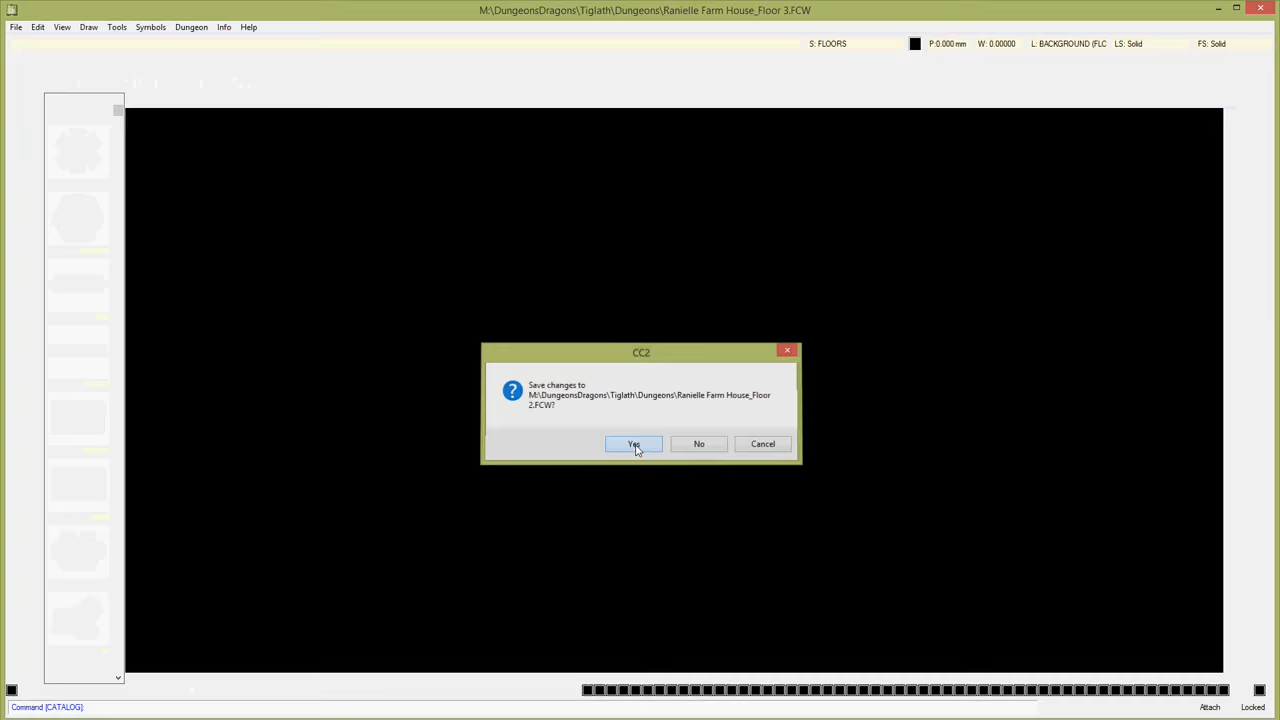 M:\DungeonsDragons\Tiglath\Dungeons\Ranielle Farm House_Floor 3.FCW
File Edit View Draw Tools Symbols Dungeon Info Help
S: FLOORS P:0.000 mm W: 0.00000 L: BACKGROUND (FLC LS: Solid FS: Solid
CC2
Save changes to
M:\DungeonsDragons\Tiglath\Dungeons\Ranielle Farm House_Floor
2.FCW?
Yes No Cancel
Command [CATALOG]:
Attach Locked